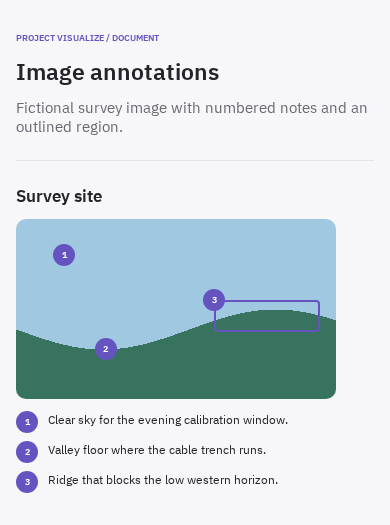 PROJECT VISUALIZE / DOCUMENT
Image annotations
Fictional survey image with numbered notes and an
outlined region.
Survey site
1
3
2
1 Clear sky for the evening calibration window.
2 Valley floor where the cable trench runs.
3 Ridge that blocks the low western horizon.